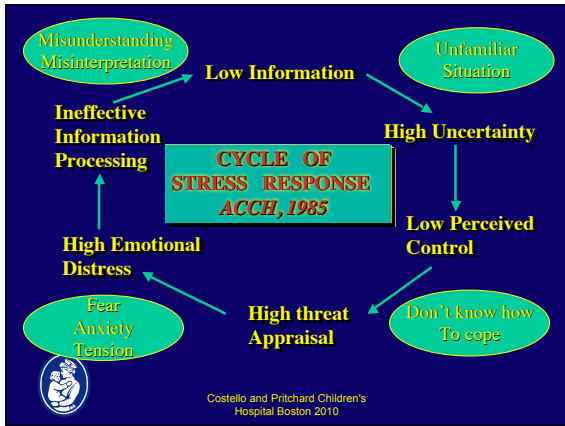 Misunderstanding
Misinterpretation
Unfamiliar
Situation
Low Information
Ineffective
Information
Processing
High Uncertainty
CYCLE OF
STRESS RESPONSE
ACCH, 1985
Low Perceived
Control
High Emotional
Distress
High threat
Appraisal
Don't know how
To cope
Fear
Anxiety
Tension
Costello and Pritchard Children's
Hospital Boston 2010